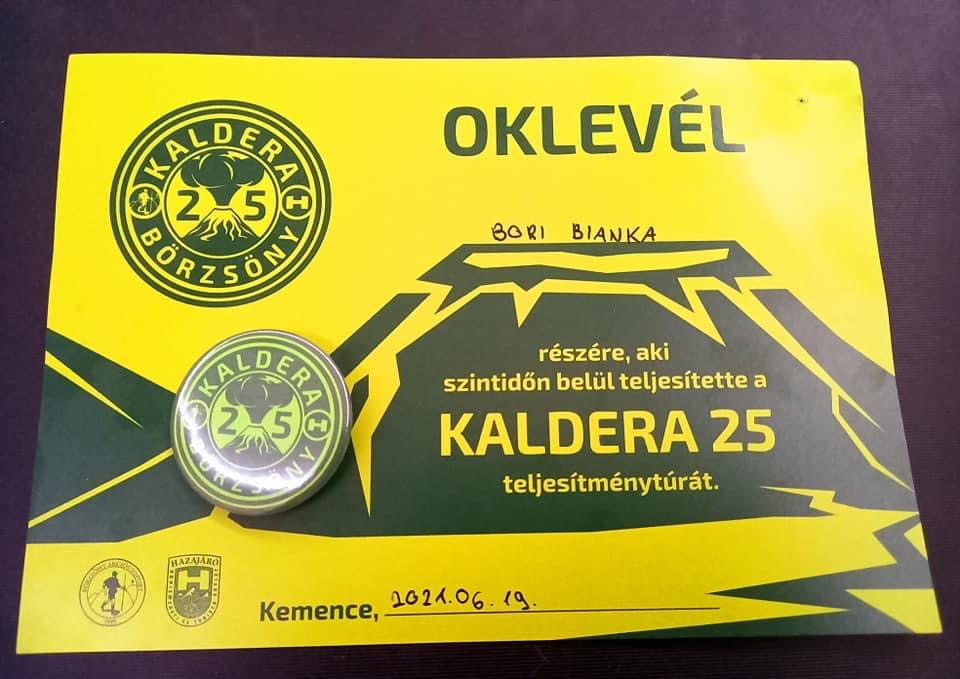 KALDERA
25
BÖRZSÖNY
OKLEVÉL
BORI BIANKA
részére, aki
szintidőn belül teljesítette a
KALDERA 25
teljesítménytúrát.
KALDERA
25
BÖRZSÖNY
HAZAJÁRÓ
Kemence, 2021.06.19.